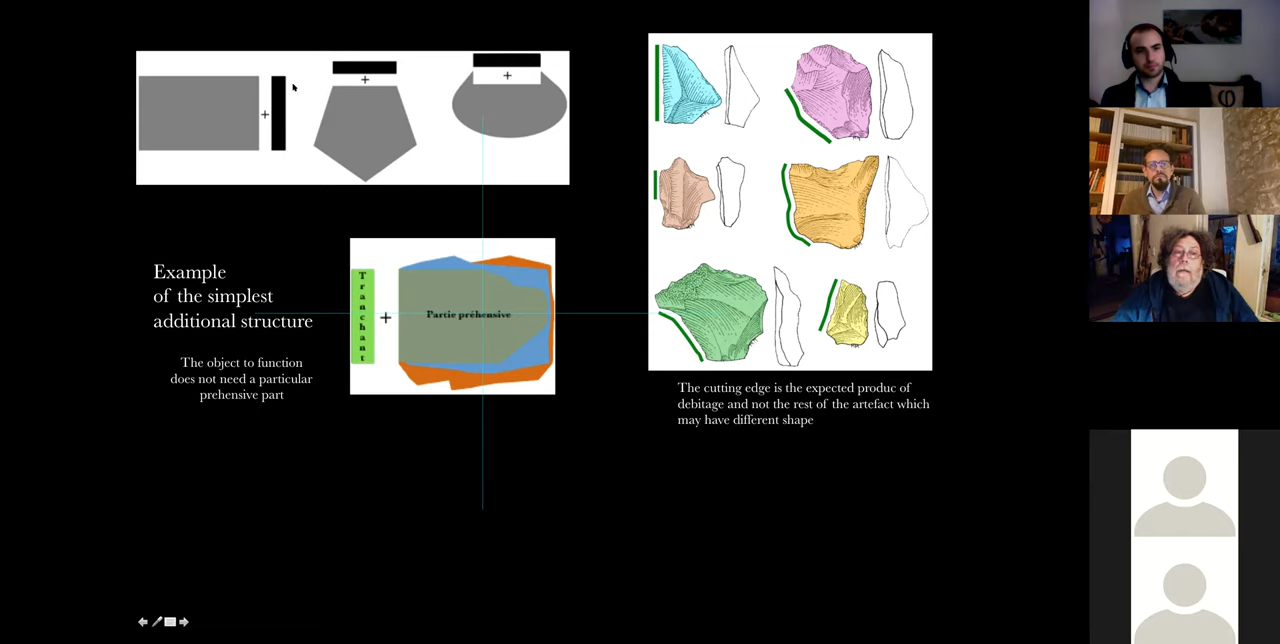 +
+
+
Example
of the simplest
additional structure
The object to function
does not need a particular
prehensive part
Tranchant
+
Partie préhensive
The cutting edge is the expected produc of
debitage and not the rest of the artefact which
may have different shape
φ